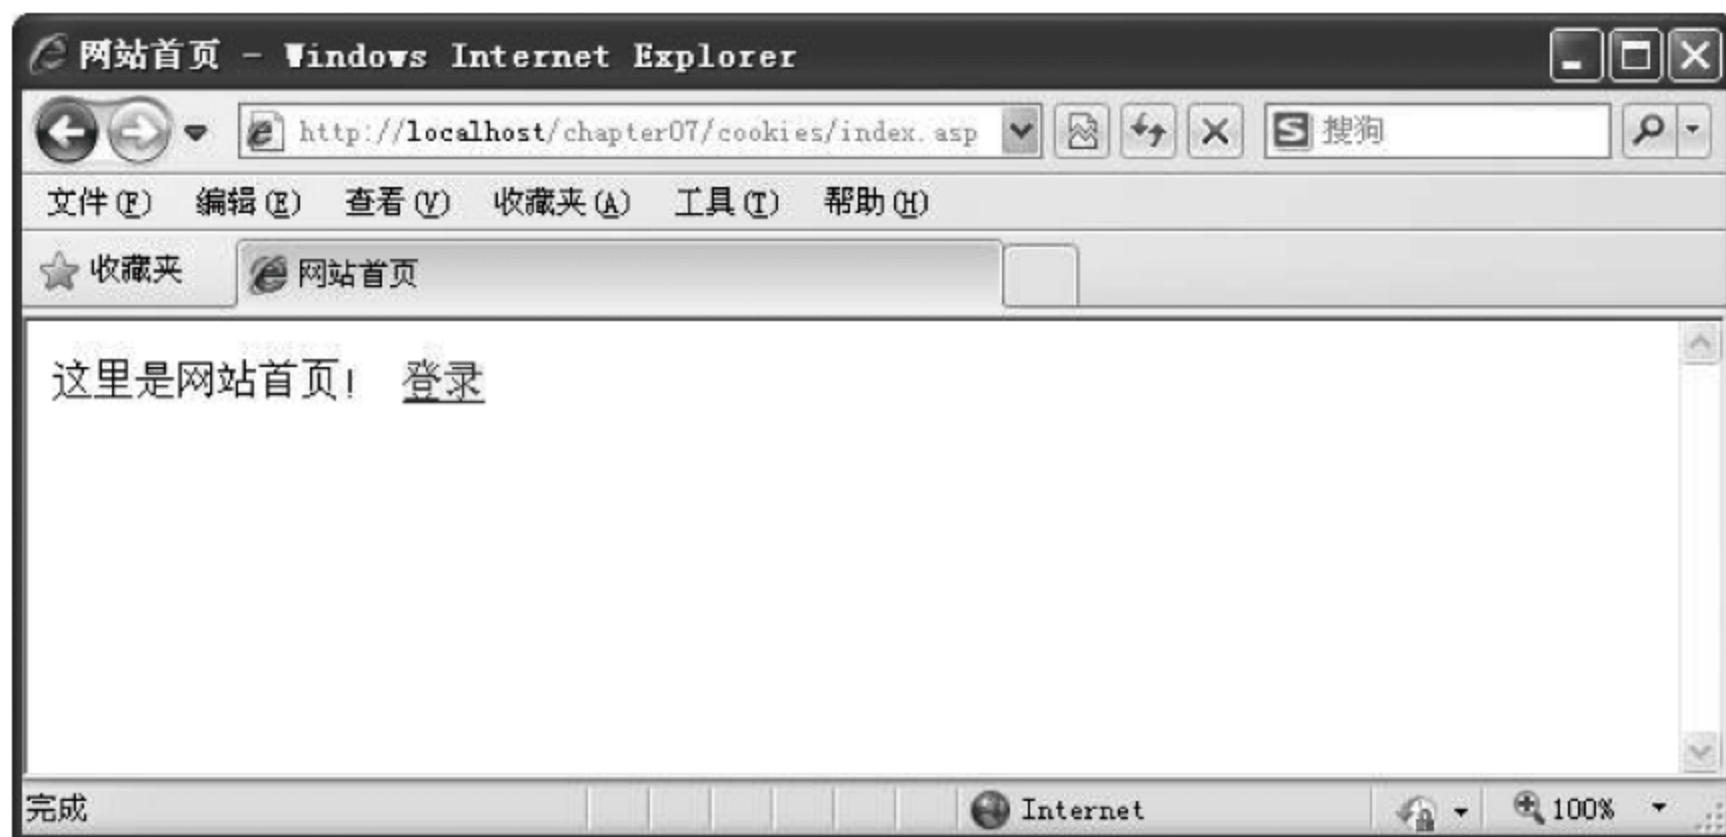 网站首页 - Windows Internet Explorer
http://localhost/chapter07/cookies/index.asp 搜狗
文件(F) 编辑(E) 查看(V) 收藏夹(A) 工具(T) 帮助(H)
收藏夹 网站首页
这里是网站首页! 登录
完成 Internet 100%